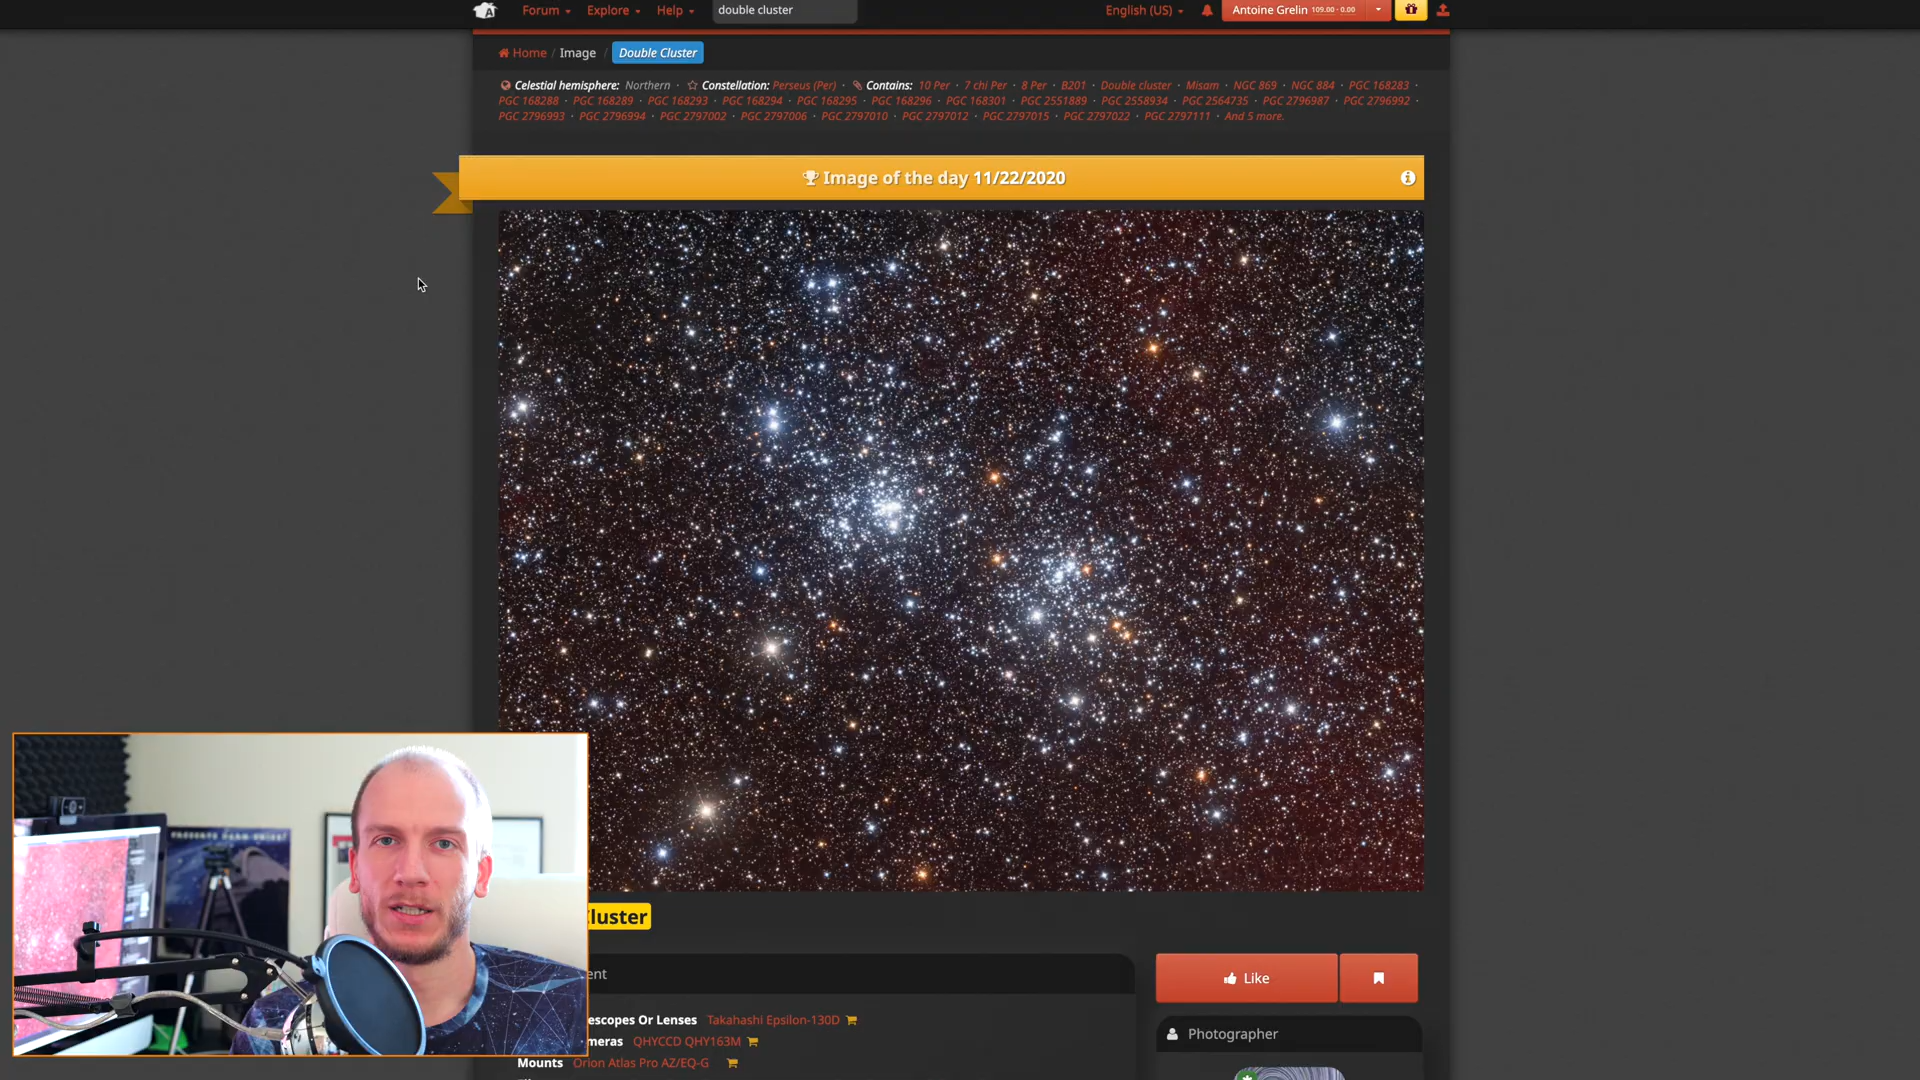 Forum Explore Help double cluster English (US) Antoine Grelin 109.00 - 0.00
Home / Image / Double Cluster
Celestial hemisphere: Northern · Constellation: Perseus (Per) · Contains: 10 Per · 7 chi Per · 8 Per · B201 · Double cluster · Misam · NGC 869 · NGC 884 · PGC 168283 ·
PGC 168288 · PGC 168289 · PGC 168293 · PGC 168294 · PGC 168295 · PGC 168296 · PGC 168301 · PGC 2551889 · PGC 2558934 · PGC 2564735 · PGC 2796987 · PGC 2796992 ·
PGC 2796993 · PGC 2796994 · PGC 2797002 · PGC 2797006 · PGC 2797010 · PGC 2797012 · PGC 2797015 · PGC 2797022 · PGC 2797111 · And 5 more.
Image of the day 11/22/2020
Cluster
ent
Like
escopes Or Lenses Takahashi Epsilon-130D
meras QHYCCD QHY163M
Mounts Orion Atlas Pro AZ/EQ-G
Photographer